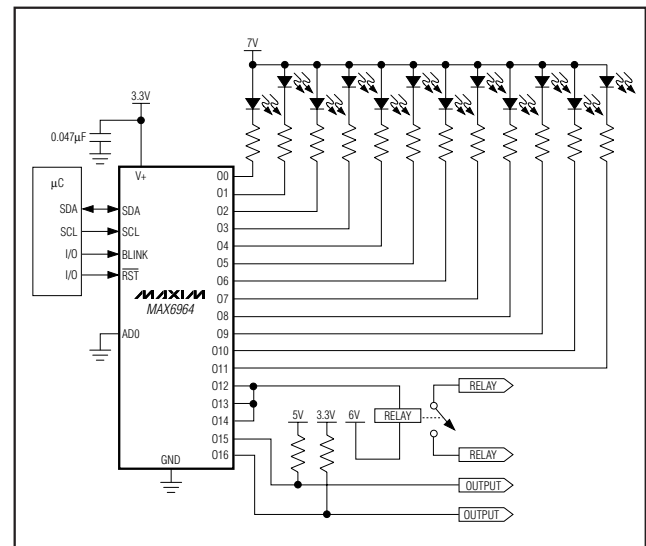 7V
3.3V
0.047µF
µC
SDA
SCL
I/O
I/O
V+
SDA
SCL
BLINK
RST
AD0
MAXIM
MAX6964
GND
O0
O1
O2
O3
O4
O5
O6
O7
O8
O9
O10
O11
O12
O13
O14
O15
O16
5V
3.3V
6V
RELAY
RELAY
RELAY
OUTPUT
OUTPUT